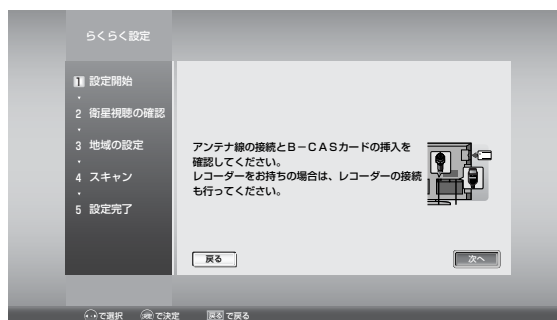 らくらく設定
1 設定開始
2 衛星視聴の確認
3 地域の設定
4 スキャン
5 設定完了
アンテナ線の接続とB－CASカードの挿入を
確認してください。
レコーダーをお持ちの場合は、レコーダーの接続
も行ってください。
戻る
次へ
で選択 で決定 戻る で戻る